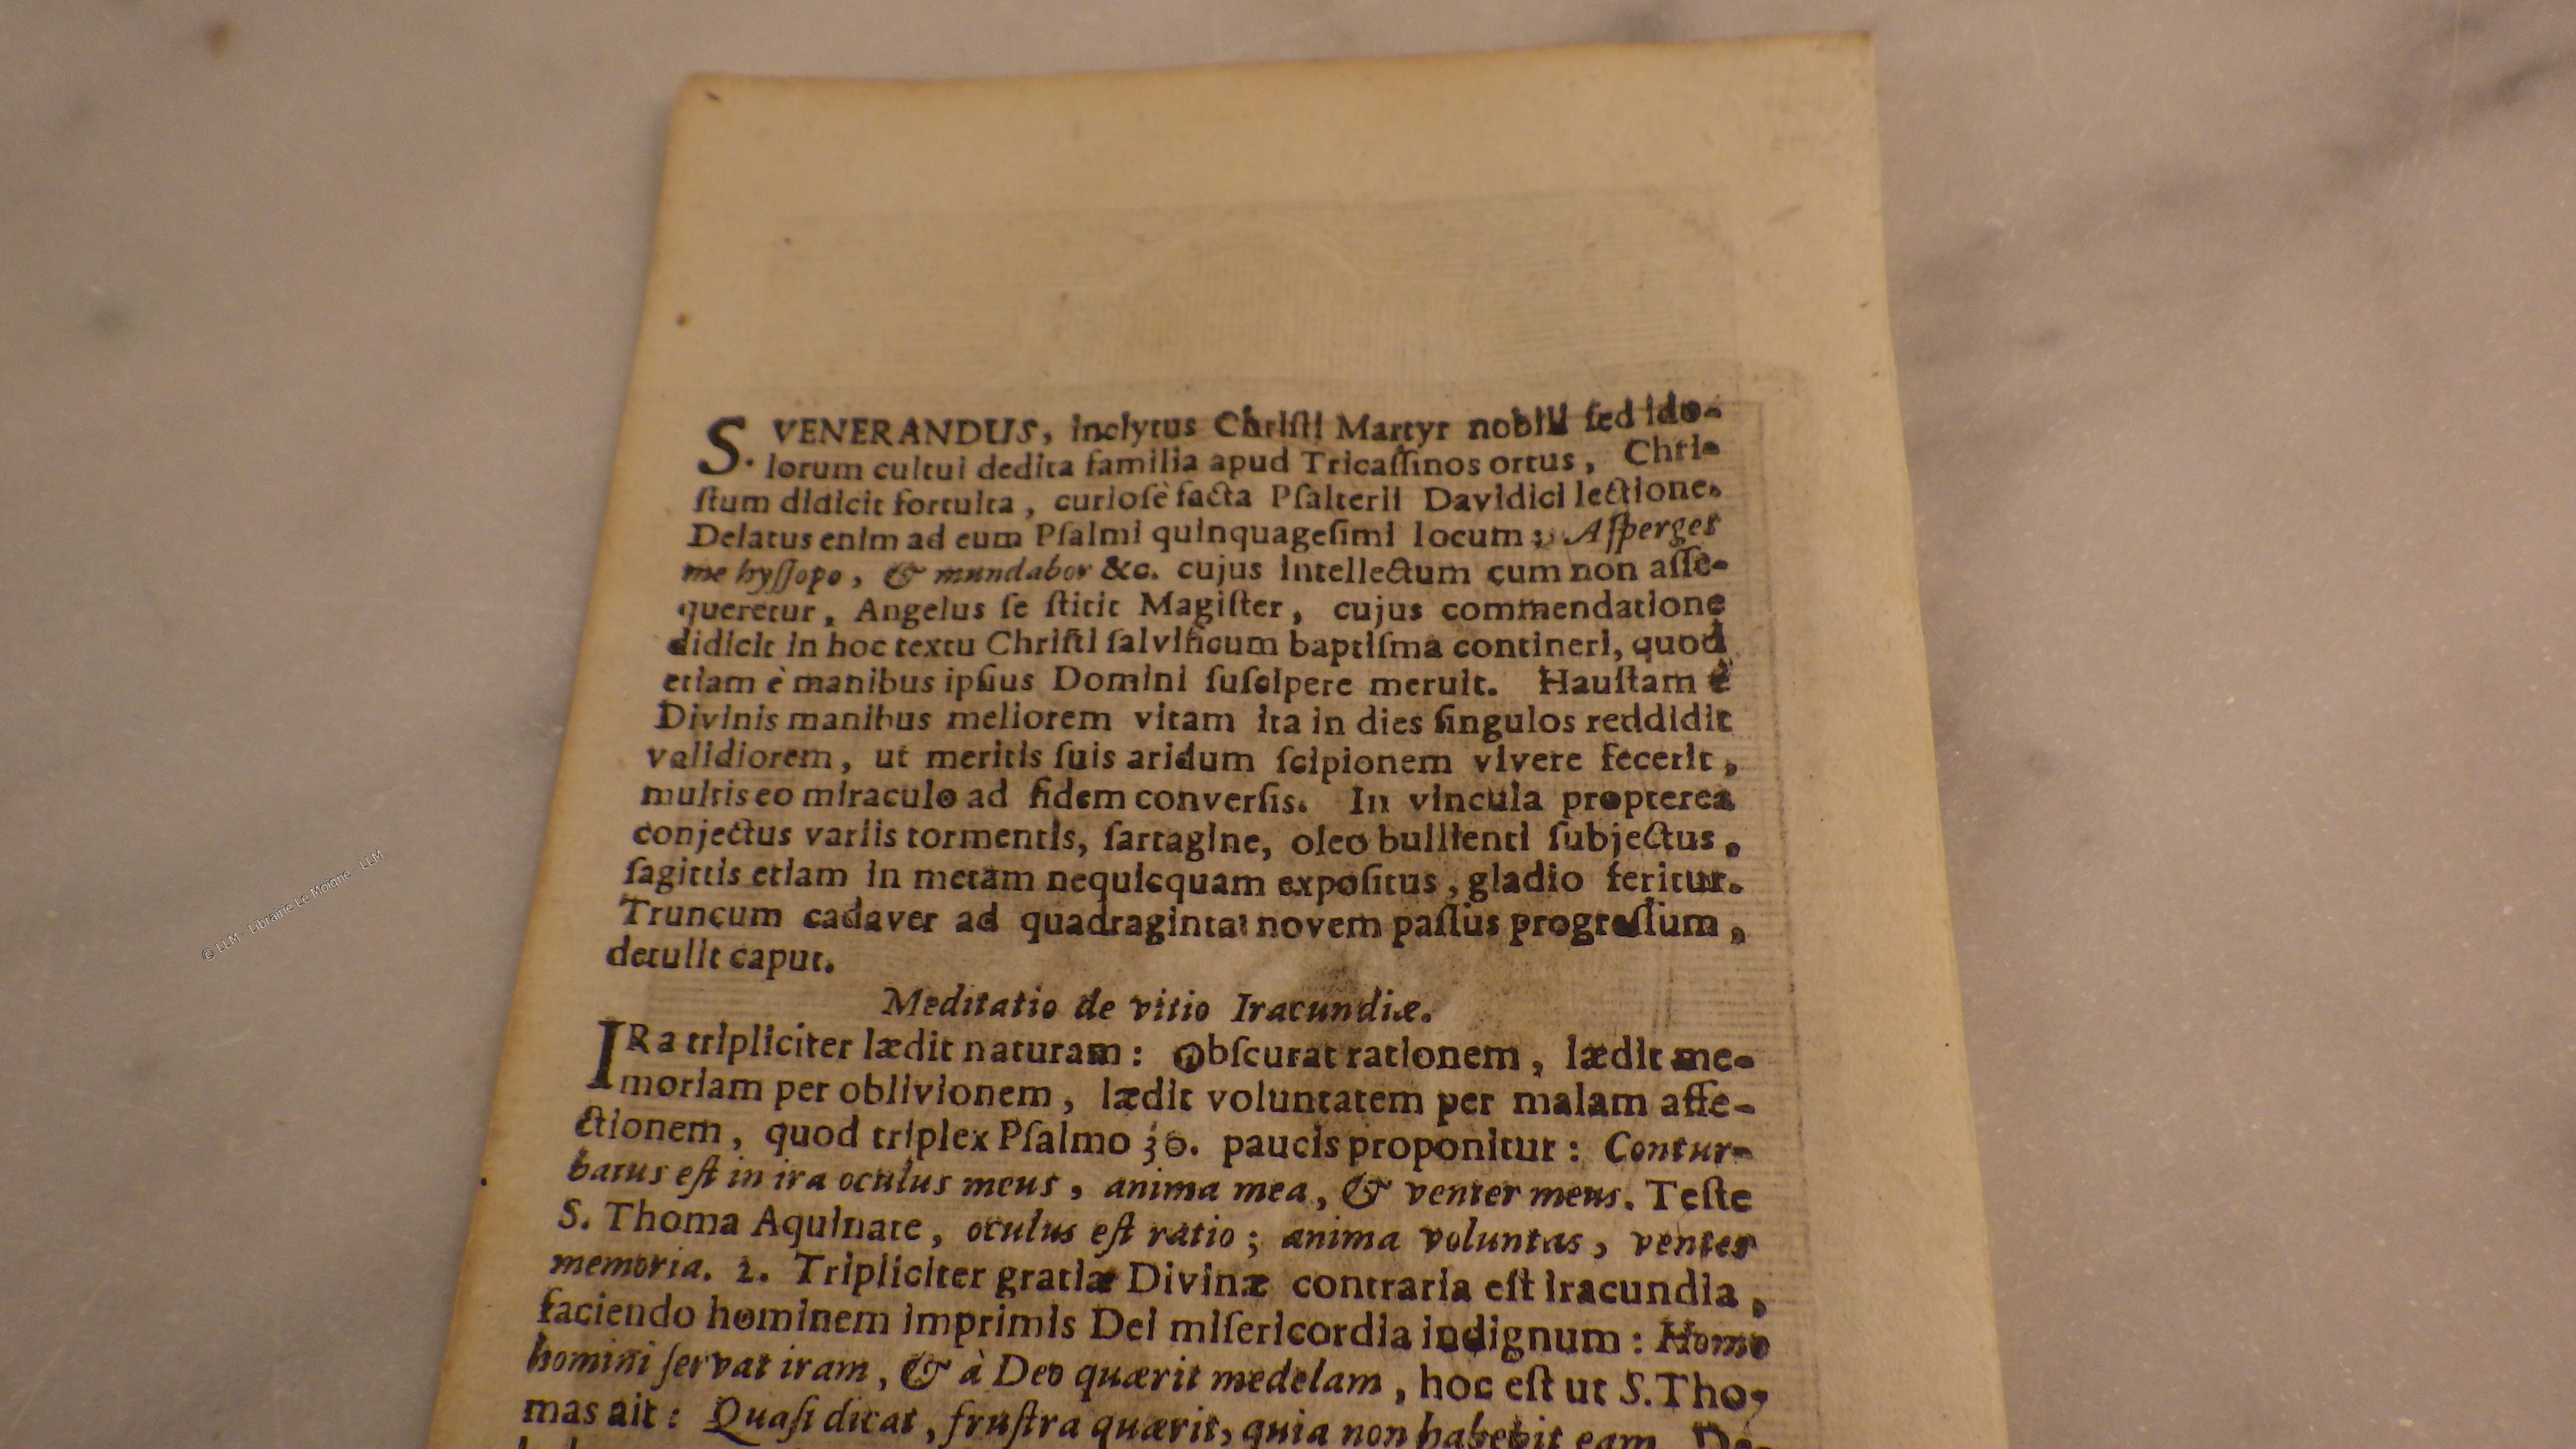 S. VENERANDUS, inclytus Chriſti Martyr nobili ſed ido-
lorum cultui dedita familia apud Tricaſſinos ortus, Chri-
ſtum didicit fortuita, curioſè facta Pſalterii Davidici lectione.
Delatus enim ad eum Pſalmi quinquageſimi locum; Aſperges
me hyſſopo, & mundabor &c. cujus intellectum cum non aſſe-
queretur, Angelus ſe ſtitit Magiſter, cujus commendatione
didicit in hoc textu Chriſti ſalvificum baptiſma contineri, quod
etiam è manibus ipſius Domini ſuſcipere meruit. Hauſtam è
Divinis manibus meliorem vitam ita in dies ſingulos reddidit
validiorem, ut meritis ſuis aridum ſcipionem vivere fecerit,
multis eo miraculo ad fidem converſis. In vincula propterea
conjectus variis tormentis, ſartagine, oleo bullienti ſubjectus,
ſagittis etiam in metam nequicquam expoſitus, gladio feritur.
Truncum cadaver ad quadraginta novem paſſus progreſſum,
detulit caput.
Meditatio de vitio Iracundiæ.
IRa tripliciter lædit naturam: Obſcurat rationem, lædit me-
moriam per oblivionem, lædit voluntatem per malam affe-
ctionem, quod triplex Pſalmo 30. paucis proponitur: Contur-
batus eſt in ira oculus meus, anima mea, & venter meus. Teſte
S. Thoma Aquinate, oculus eſt ratio; anima voluntas, venter
memoria. 2. Tripliciter gratiæ Divinæ contraria eſt iracundia,
faciendo hominem imprimis Dei miſericordia indignum: Homo
homini ſervat iram, & à Deo quærit medelam, hoc eſt ut S. Tho-
mas ait: Quaſi dicat, fruſtra quærit, quia non habebit eam. De-
© LLM - Librairie Le Moigne - LLM